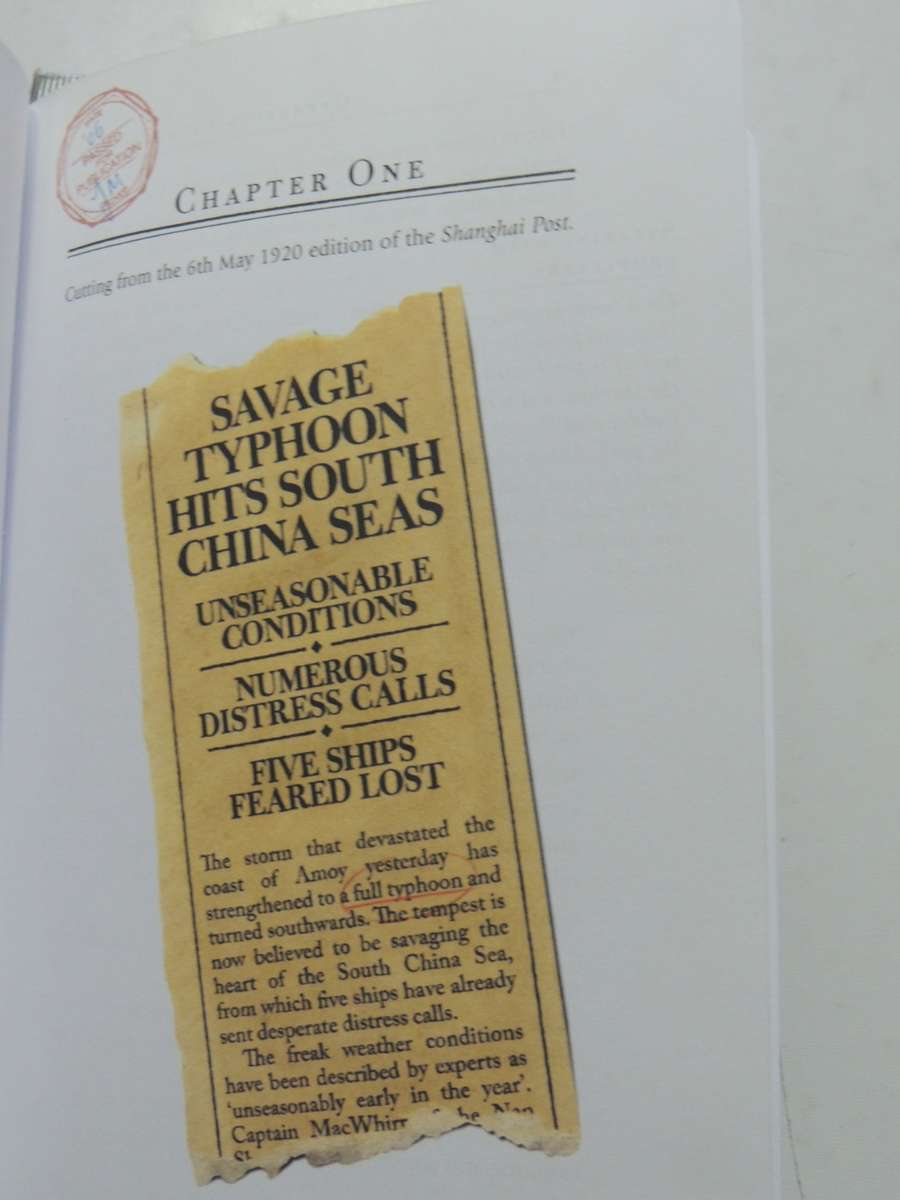 '06
PASSED
PUBLICATION
JM
CHAPTER ONE
Cutting from the 6th May 1920 edition of the Shanghai Post.
SAVAGE
TYPHOON
HITS SOUTH
CHINA SEAS
UNSEASONABLE
CONDITIONS
NUMEROUS
DISTRESS CALLS
FIVE SHIPS
FEARED LOST
The storm that devastated the
coast of Amoy yesterday has
strengthened to a full typhoon and
turned southwards. The tempest is
now believed to be savaging the
heart of the South China Sea,
from which five ships have already
sent desperate distress calls.
The freak weather conditions
have been described by experts as
'unseasonably early in the year'.
Captain MacWhirr